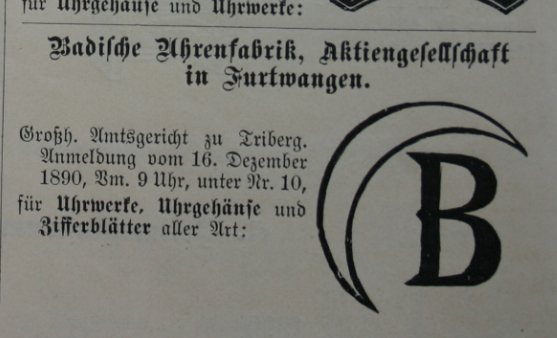 für Uhrgehäuse und Uhrwerke:
Badische Uhrenfabrik, Aktiengesellschaft
in Furtwangen.
Großh. Amtsgericht zu Triberg.
Anmeldung vom 16. Dezember
1890, Vm. 9 Uhr, unter Nr. 10,
für Uhrwerke, Uhrgehäuse und
Zifferblätter aller Art:
B